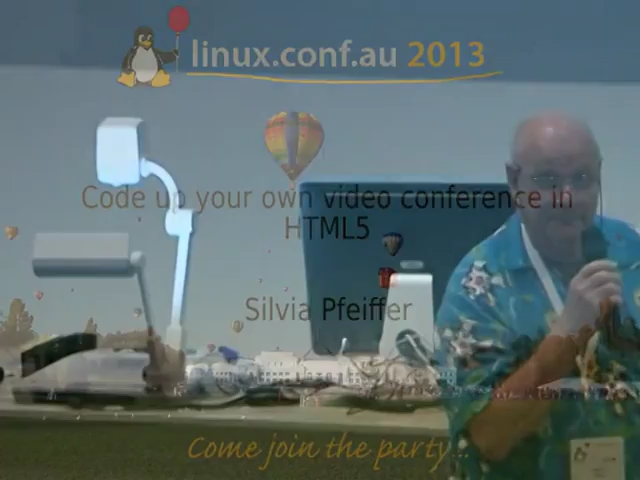 linux.conf.au 2013
Code up your own video conference in
HTML5
Silvia Pfeiffer
Come join the party...